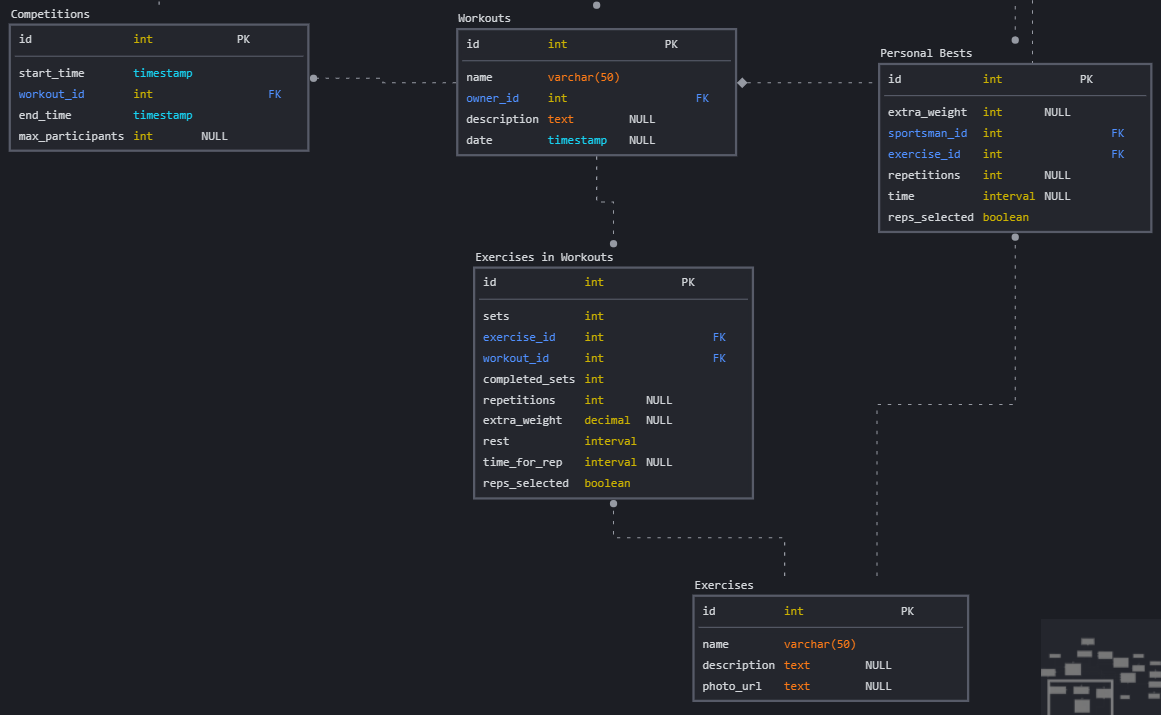 Competitions
id int PK
start_time timestamp
workout_id int FK
end_time timestamp
max_participants int NULL
Workouts
id int PK
name varchar(50)
owner_id int FK
description text NULL
date timestamp NULL
Personal Bests
id int PK
extra_weight int NULL
sportsman_id int FK
exercise_id int FK
repetitions int NULL
time interval NULL
reps_selected boolean
Exercises in Workouts
id int PK
sets int
exercise_id int FK
workout_id int FK
completed_sets int
repetitions int NULL
extra_weight decimal NULL
rest interval
time_for_rep interval NULL
reps_selected boolean
Exercises
id int PK
name varchar(50)
description text NULL
photo_url text NULL